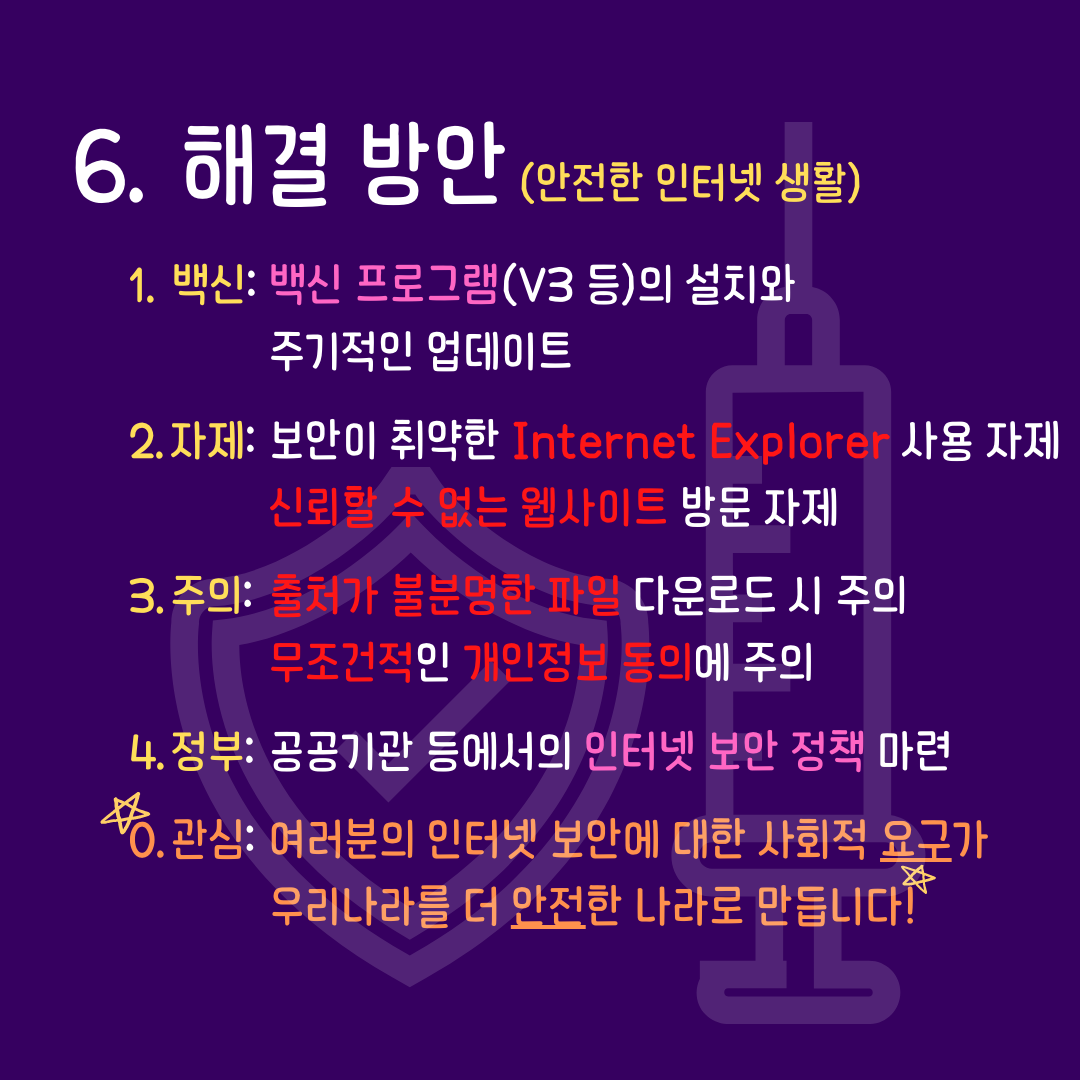 6. 해결 방안 (안전한 인터넷 생활)
1. 백신: 백신 프로그램(V3 등)의 설치와
주기적인 업데이트
2. 자제: 보안이 취약한 Internet Explorer 사용 자제
신뢰할 수 없는 웹사이트 방문 자제
3. 주의: 출처가 불분명한 파일 다운로드 시 주의
무조건적인 개인정보 동의에 주의
4. 정부: 공공기관 등에서의 인터넷 보안 정책 마련
0. 관심: 여러분의 인터넷 보안에 대한 사회적 요구가
우리나라를 더 안전한 나라로 만듭니다!